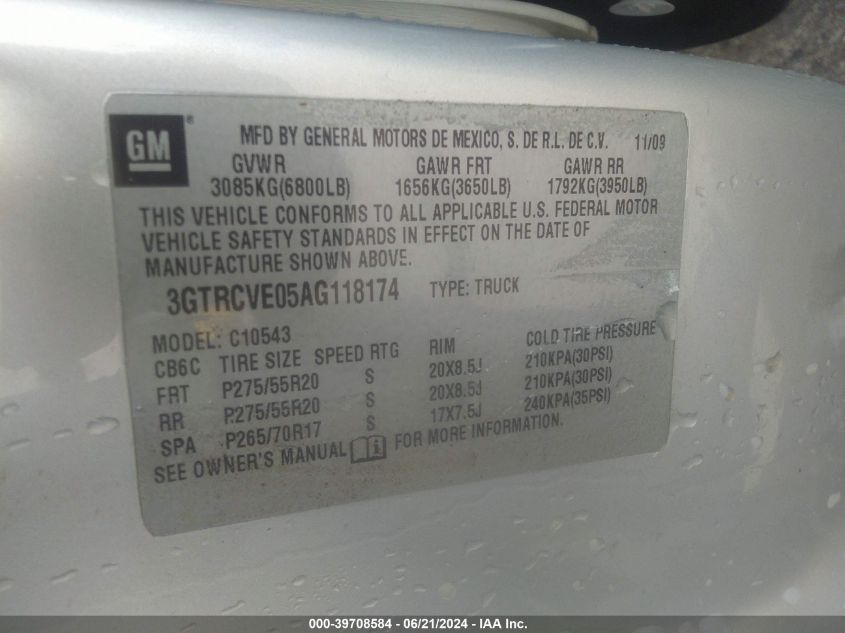 GM ® MFD BY GENERAL MOTORS DE MEXICO, S. DE R.L. DE C.V. 11/09
GVWR GAWR FRT GAWR RR
3085KG(6800LB) 1656KG(3650LB) 1792KG(3950LB)
THIS VEHICLE CONFORMS TO ALL APPLICABLE U.S. FEDERAL MOTOR
VEHICLE SAFETY STANDARDS IN EFFECT ON THE DATE OF
MANUFACTURE SHOWN ABOVE.
3GTRCVE05AG118174 TYPE: TRUCK
MODEL: C10543
CB6C TIRE SIZE SPEED RTG RIM COLD TIRE PRESSURE
FRT P275/55R20 S 20X8.5J 210KPA(30PSI)
RR P275/55R20 S 20X8.5J 210KPA(30PSI)
SPA P265/70R17 S 17X7.5J 240KPA(35PSI)
SEE OWNER'S MANUAL FOR MORE INFORMATION.
000-39708584 / 06/21/2024 / IAA Inc.